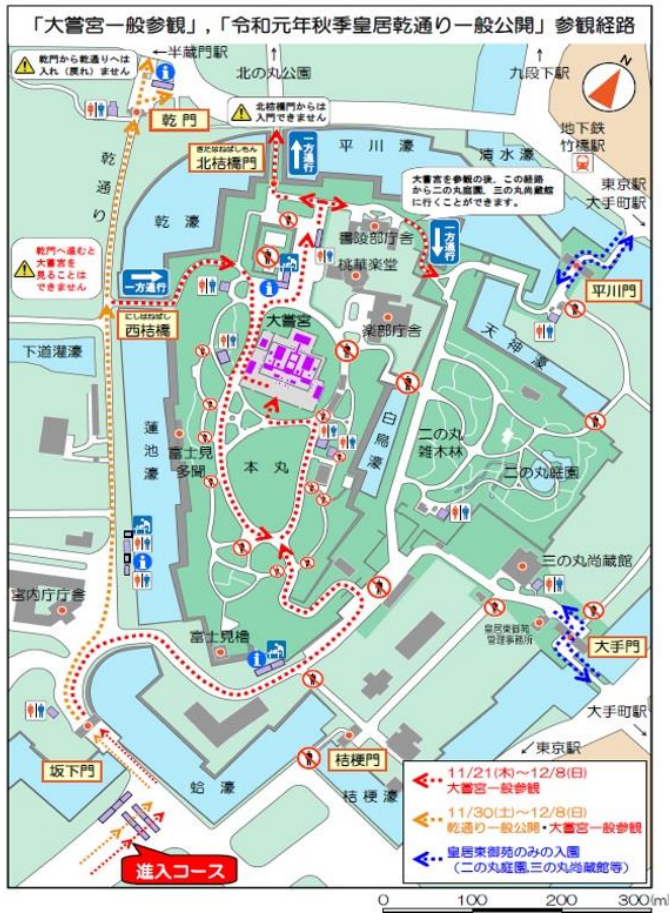 「大嘗宮一般参観」,「令和元年秋季皇居乾通り一般公開」参観経路
←半蔵門駅
北の丸公園
九段下駅
N
乾門から乾通りへは
入れ(戻れ)ません
乾門
北桔橋門からは
入門できません
きたはねばしもん
北桔橋門
一方通行
平川濠
清水濠
地下鉄
竹橋駅
東京駅
大手町駅
乾通り
乾濠
大嘗宮を参観の後、この経路
から二の丸庭園、三の丸尚蔵館
に行くことができます。
書陵部庁舎
一方通行
桃華楽堂
平川門
乾門へ進むと
大嘗宮を
見ることは
できません
一方通行
にしはねばし
西桔橋
大嘗宮
楽部庁舎
天神濠
下道灌濠
蓮池濠
富士見
多聞
本丸
白鳥濠
二の丸
雑木林
二の丸庭園
宮内庁庁舎
三の丸尚蔵館
富士見櫓
皇居東御苑
管理事務所
大手門
大手町駅
東京駅
坂下門
蛤濠
桔梗門
桔梗濠
進入コース
11/21(木)~12/8(日)
大嘗宮一般参観
11/30(土)~12/8(日)
乾通り一般公開・大嘗宮一般参観
皇居東御苑のみの入園
(二の丸庭園,三の丸尚蔵館等)
0 100 200 300(m)